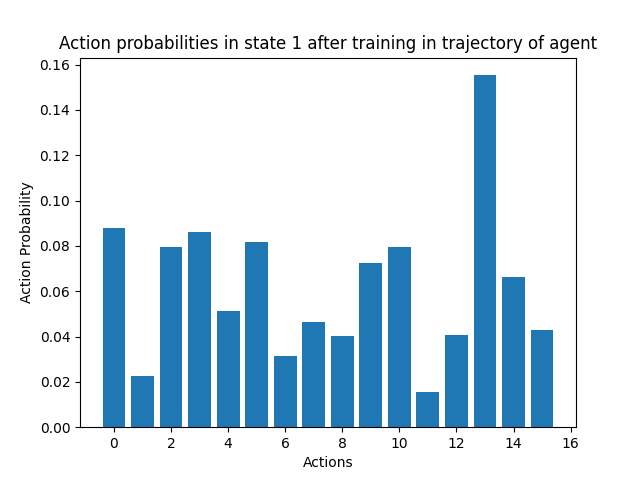 Action probabilities in state 1 after training in trajectory of agent
0.16
0.14
0.12
0.10
0.08
0.06
0.04
0.02
0.00
Action Probability
0 2 4 6 8 10 12 14 16
Actions